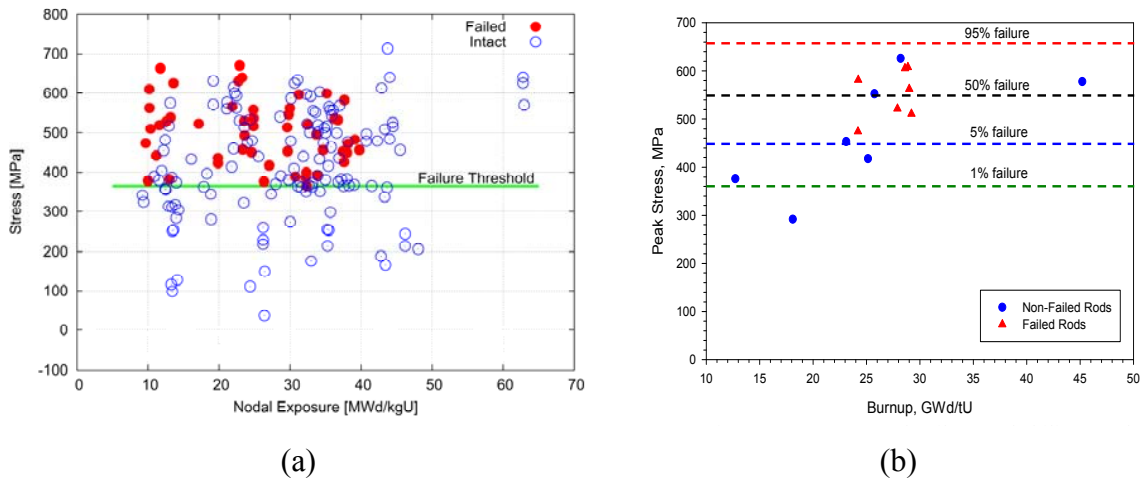 800
700
600
500
400
300
200
100
0
-100
Stress [MPa]
Failed
Intact
Failure Threshold
0 10 20 30 40 50 60 70
Nodal Exposure [MWd/kgU]
(a)
700
600
500
400
300
200
100
0
Peak Stress, MPa
95% failure
50% failure
5% failure
1% failure
Non-Failed Rods
Failed Rods
10 15 20 25 30 35 40 45 50
Burnup, GWd/tU
(b)